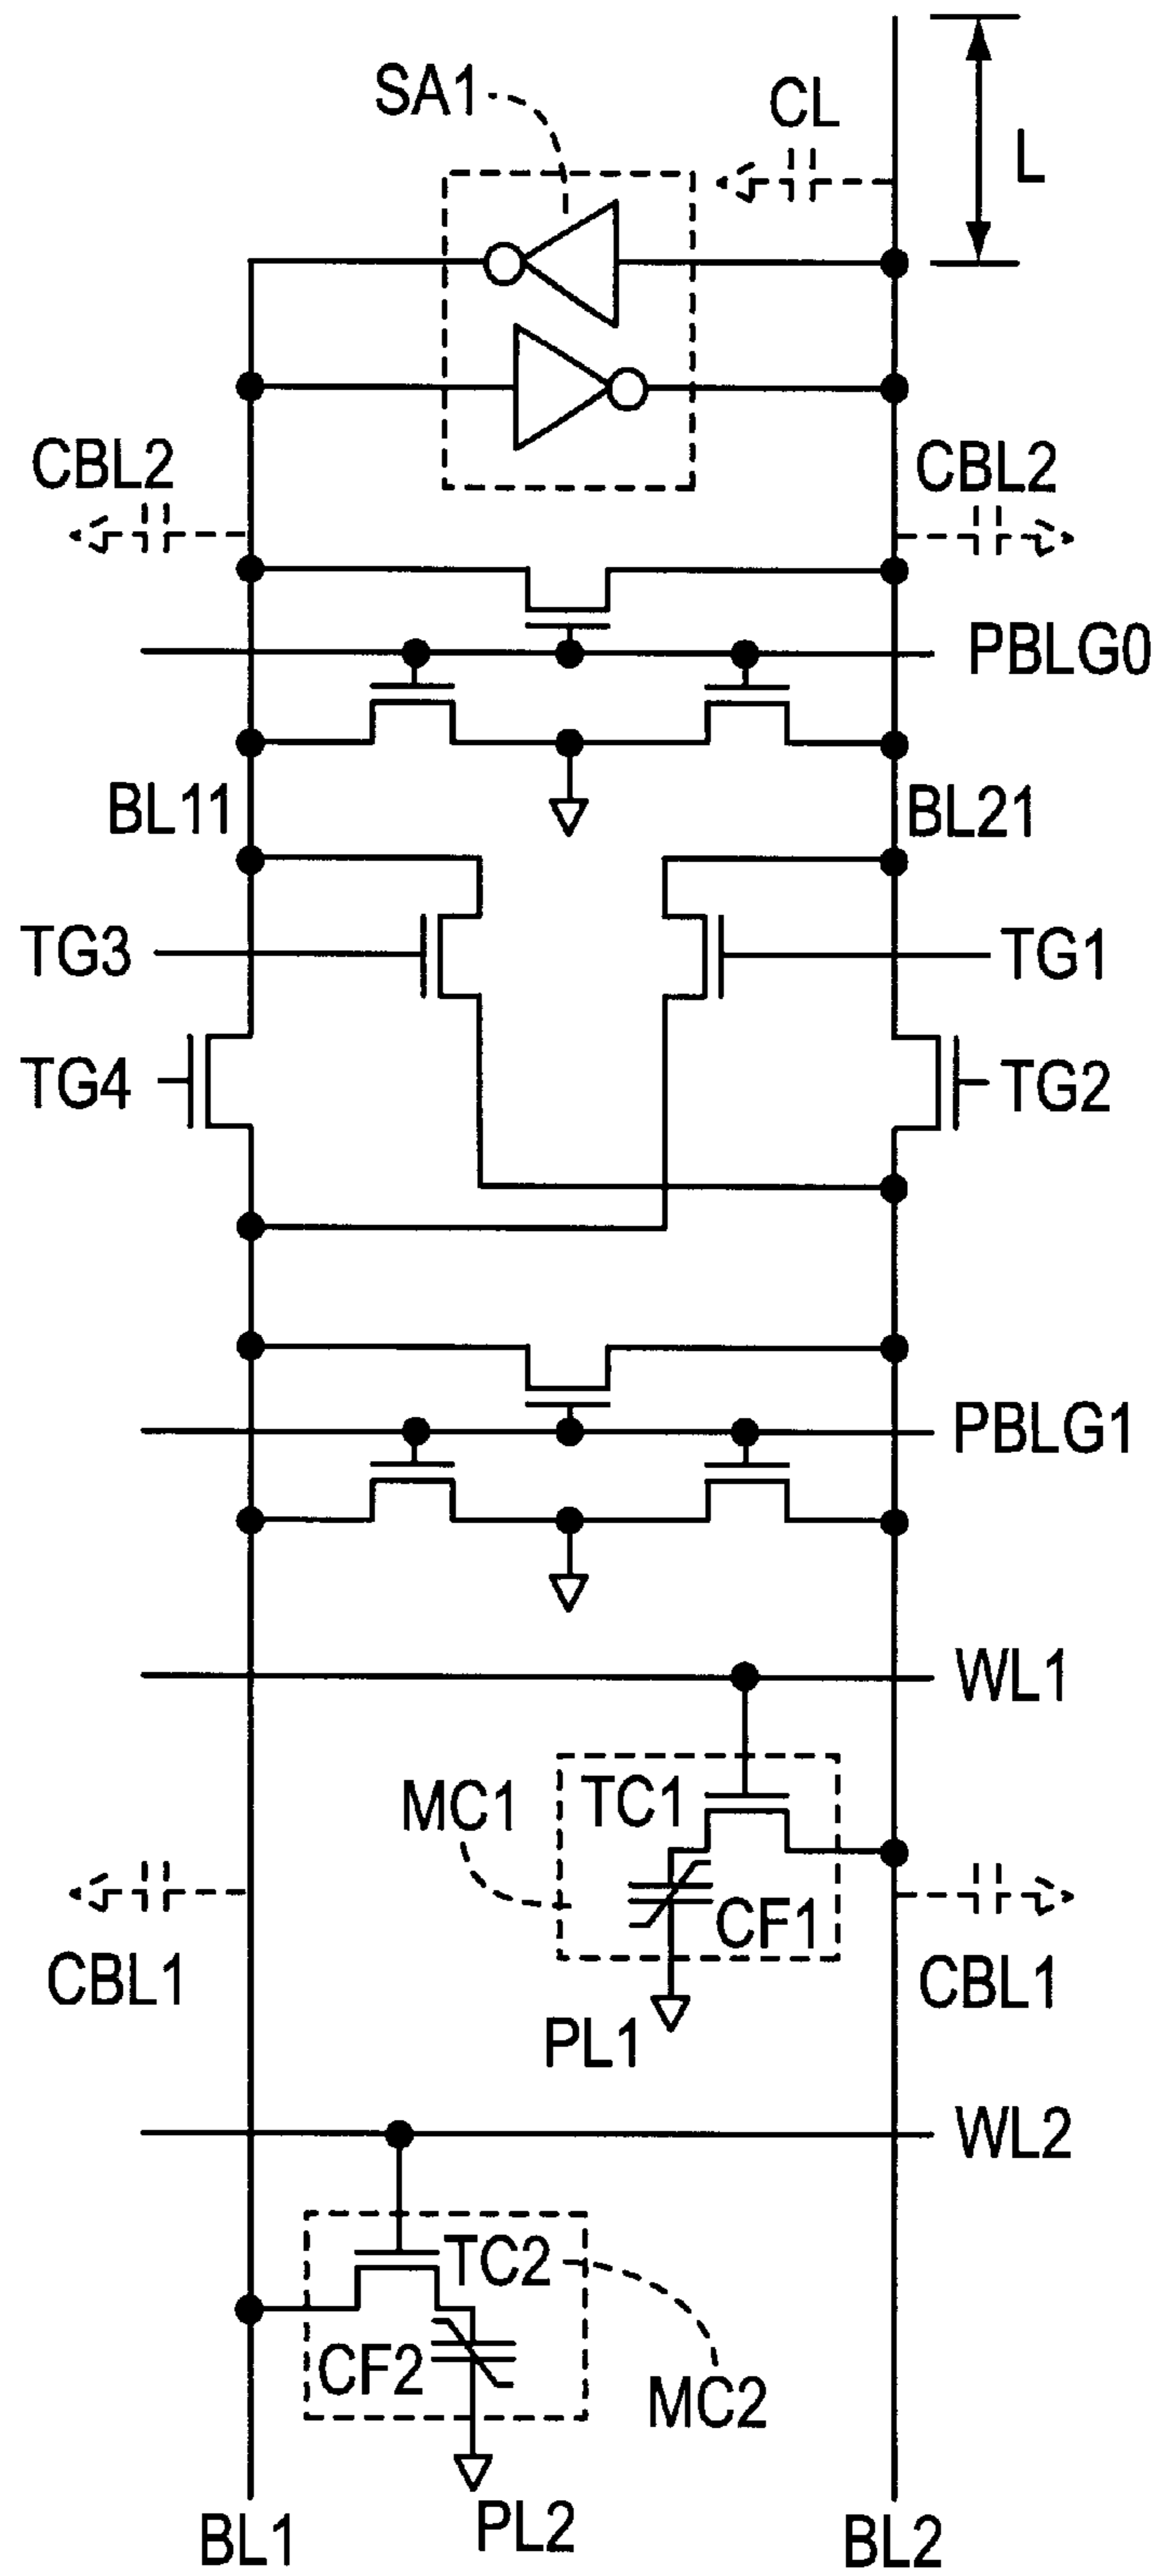 SA1
CL
L
CBL2
CBL2
PBLG0
BL11
BL21
TG3
TG1
TG4
TG2
PBLG1
WL1
MC1
TC1
CF1
CBL1
CBL1
PL1
WL2
TC2
CF2
MC2
BL1
PL2
BL2